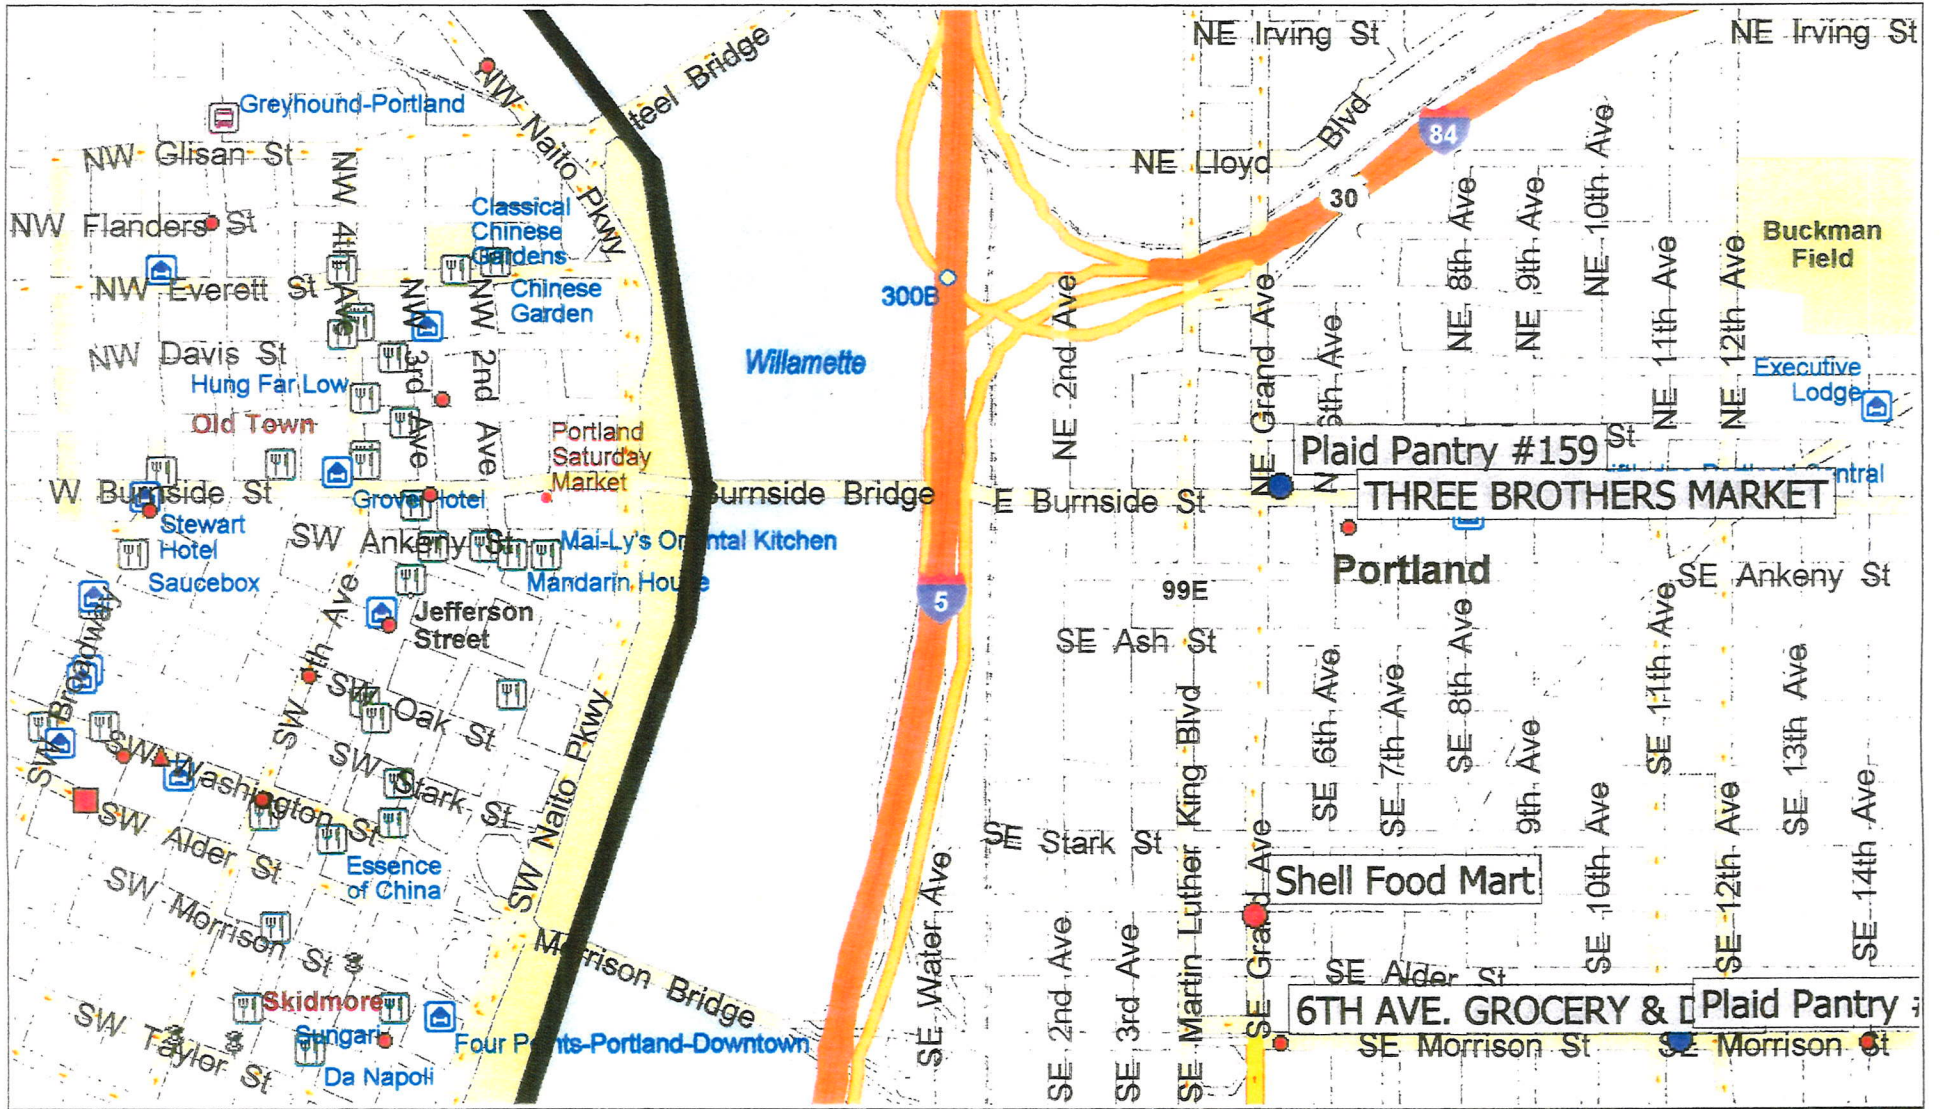 NE Irving St
NE Irving St
Steel Bridge
NW Naito Pkwy
Greyhound-Portland
NW Glisan St
NW 4th Ave
NE Lloyd Blvd
84
30
NE 10th Ave
NE 8th Ave
NE 9th Ave
NW Flanders St
Classical
Chinese
Gardens
Buckman
Field
NE 11th Ave
NE 12th Ave
NW Everett St
NW 3rd Ave
NW 2nd Ave
Chinese
Garden
300B
NE 2nd Ave
NE Grand Ave
6th Ave
NW Davis St
Hung Far Low
Willamette
Executive
Lodge
Old Town
Portland
Saturday
Market
Plaid Pantry #159
St
W Burnside St
Grove Hotel
Burnside Bridge
E Burnside St
THREE BROTHERS MARKET
Stewart
Hotel
SW Ankeny St
Mai-Ly's Oriental Kitchen
Saucebox
Mandarin House
Portland
SE Ankeny St
99E
5
SW Broadway
SW 4th Ave
Jefferson
Street
SE Ash St
SE 6th Ave
SE 7th Ave
SE 8th Ave
9th Ave
SE 11th Ave
SE 13th Ave
SW Oak St
SW Stark St
SW Naito Pkwy
SW Washington St
SW Alder St
Essence
of China
SE Stark St
SE Martin Luther King Blvd
SE Grand Ave
Shell Food Mart
SE 10th Ave
SE 12th Ave
SE 14th Ave
SW Morrison St
Morrison Bridge
SE Water Ave
SE 2nd Ave
SE 3rd Ave
SE Alder St
Skidmore
Sungari
Four Points-Portland-Downtown
6TH AVE. GROCERY & D
Plaid Pantry #
SE Morrison St
SE Morrison St
SW Taylor St
Da Napoli